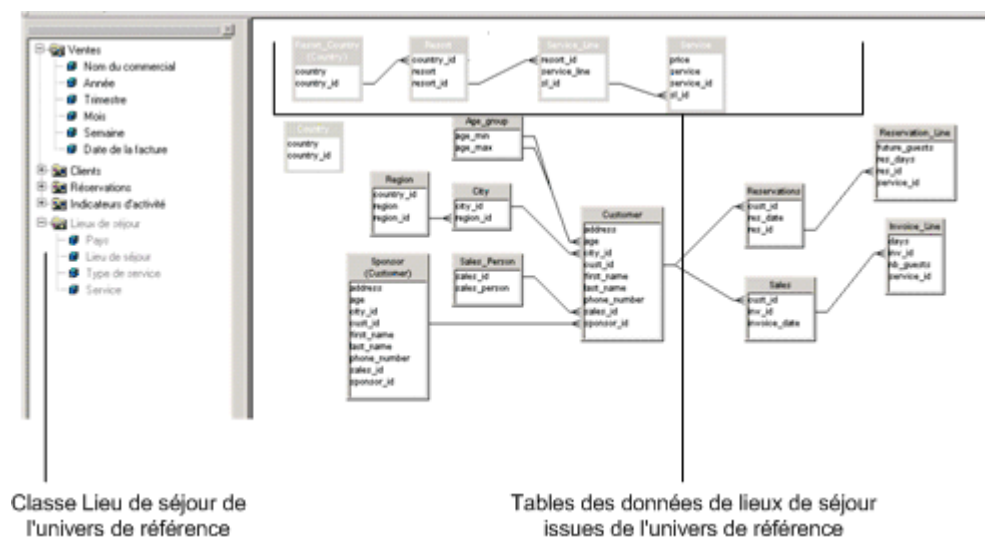 Ventes
Nom du commercial
Année
Trimestre
Mois
Semaine
Date de la facture
Clients
Réservations
Indicateurs d'activité
Lieux de séjour
Pays
Lieu de séjour
Type de service
Service
Resort_Country
(Country)
country
country_id
Resort
country_id
resort
resort_id
Service_Line
resort_id
service_line
sl_id
Service
price
service
service_id
sl_id
Country
country
country_id
Age_group
age_min
age_max
Region
country_id
region
region_id
City
city_id
region_id
Customer
address
age
city_id
cust_id
first_name
last_name
phone_number
sales_id
sponsor_id
Sponsor
(Customer)
address
age
city_id
cust_id
first_name
last_name
phone_number
sales_id
sponsor_id
Sales_Person
sales_id
sales_person
Reservations
cust_id
res_date
res_id
Reservation_Line
future_guests
res_days
res_id
service_id
Sales
cust_id
inv_id
invoice_date
Invoice_Line
days
inv_id
nb_guests
service_id
Classe Lieu de séjour de
l'univers de référence
Tables des données de lieux de séjour
issues de l'univers de référence